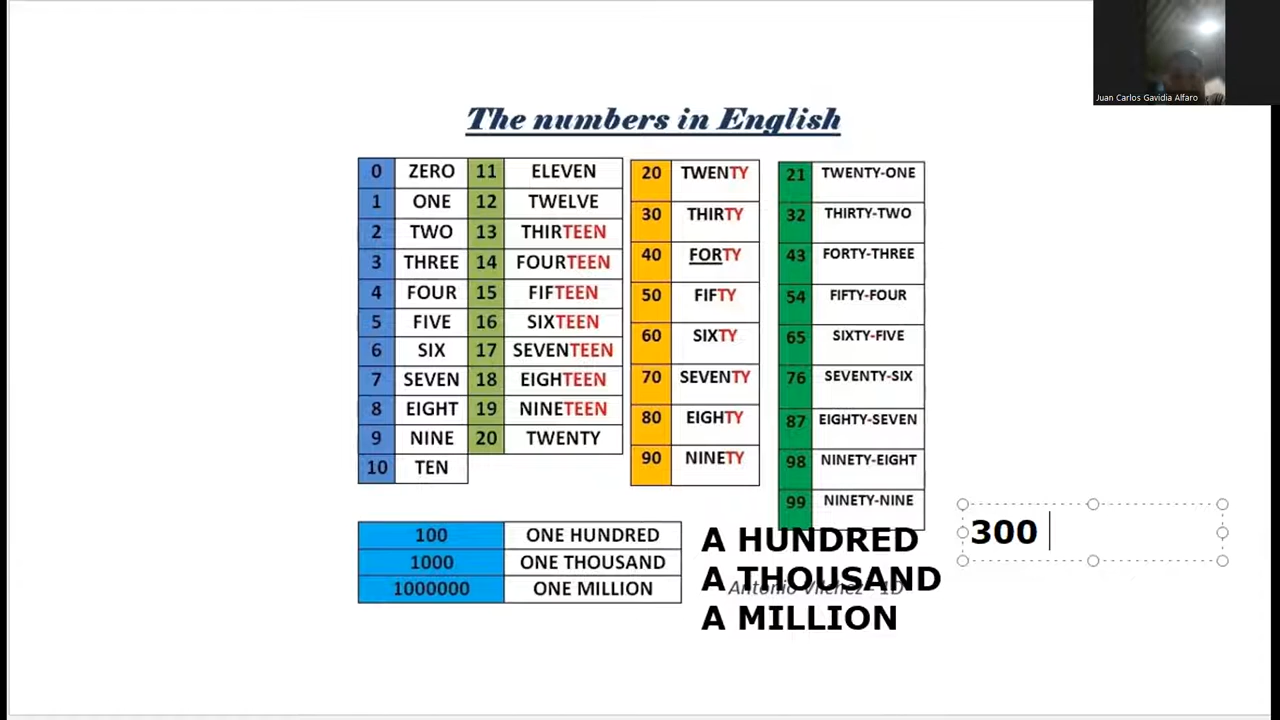 Juan Carlos Gavidia Alfaro
The numbers in English
0 ZERO 11 ELEVEN 20 TWENTY 21 TWENTY-ONE
1 ONE 12 TWELVE 30 THIRTY 32 THIRTY-TWO
2 TWO 13 THIRTEEN 40 FORTY 43 FORTY-THREE
3 THREE 14 FOURTEEN 50 FIFTY 54 FIFTY-FOUR
4 FOUR 15 FIFTEEN 60 SIXTY 65 SIXTY-FIVE
5 FIVE 16 SIXTEEN 70 SEVENTY 76 SEVENTY-SIX
6 SIX 17 SEVENTEEN 80 EIGHTY 87 EIGHTY-SEVEN
7 SEVEN 18 EIGHTEEN 90 NINETY 98 NINETY-EIGHT
8 EIGHT 19 NINETEEN 99 NINETY-NINE
9 NINE 20 TWENTY
10 TEN
100 ONE HUNDRED A HUNDRED 300
1000 ONE THOUSAND A THOUSAND
1000000 ONE MILLION Antonio Vilchez - 1D
A MILLION